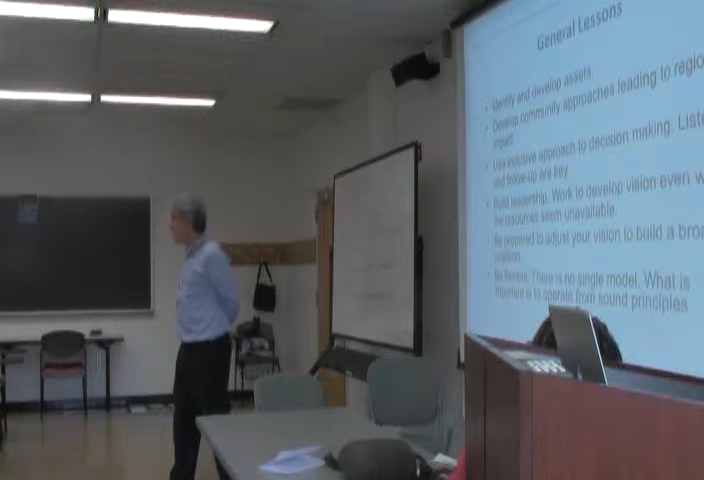 General Lessons
• Identify and develop assets
• Develop community approaches leading to regio
impact
• Use inclusive approach to decision making. Liste
and follow-up are key
• Build leadership. Work to develop vision even w
he resources seem unavailable.
• Be prepared to adjust your vision to build a broa
• Be flexible. There is no single model. What is
important is to operate from sound principles